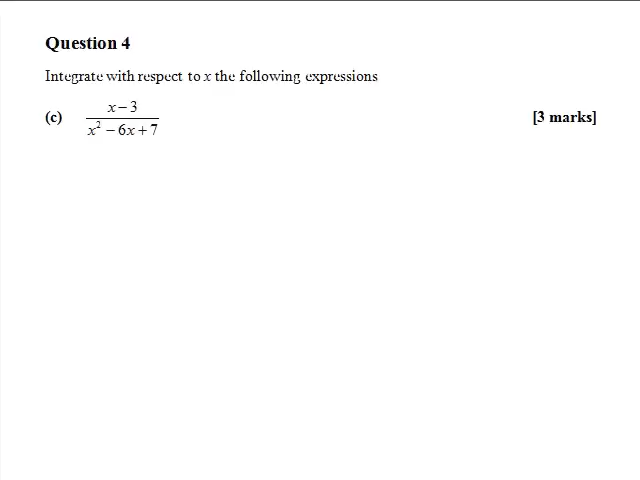 Question 4
Integrate with respect to x the following expressions
(c) x − 3 [3 marks]
x² − 6x + 7